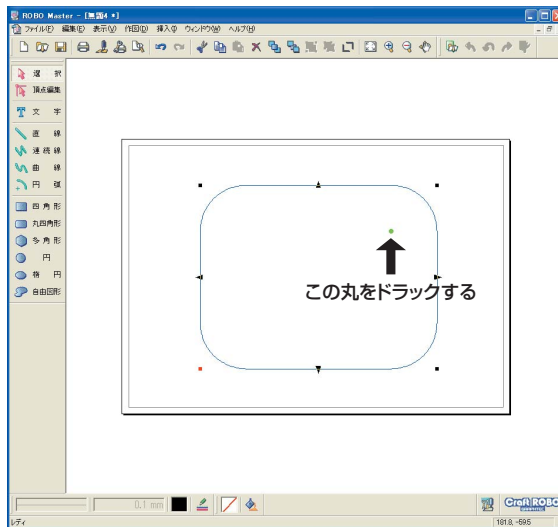 ROBO Master - [無題4 *]
ファイル(F) 編集(E) 表示(V) 作図(D) 挿入(I) ウィンドウ(W) ヘルプ(H)
選 択
頂点編集
文 字
直 線
連 続 線
曲 線
円 弧
四 角 形
丸四角形
多 角 形
円
楕 円
自由図形
この丸をドラックする
0.1 mm
Craft ROBO
レディ
181.8, -59.5